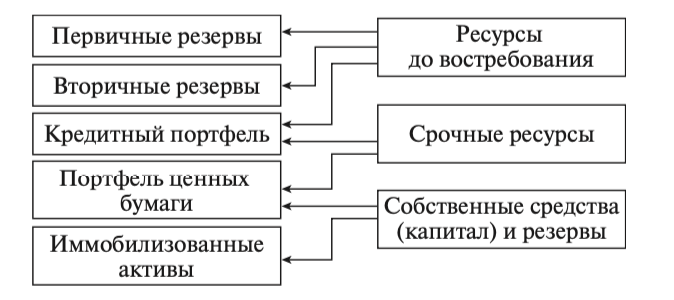 Первичные резервы
Вторичные резервы
Кредитный портфель
Портфель ценных
бумаги
Иммобилизованные
активы
Ресурсы
до востребования
Срочные ресурсы
Собственные средства
(капитал) и резервы